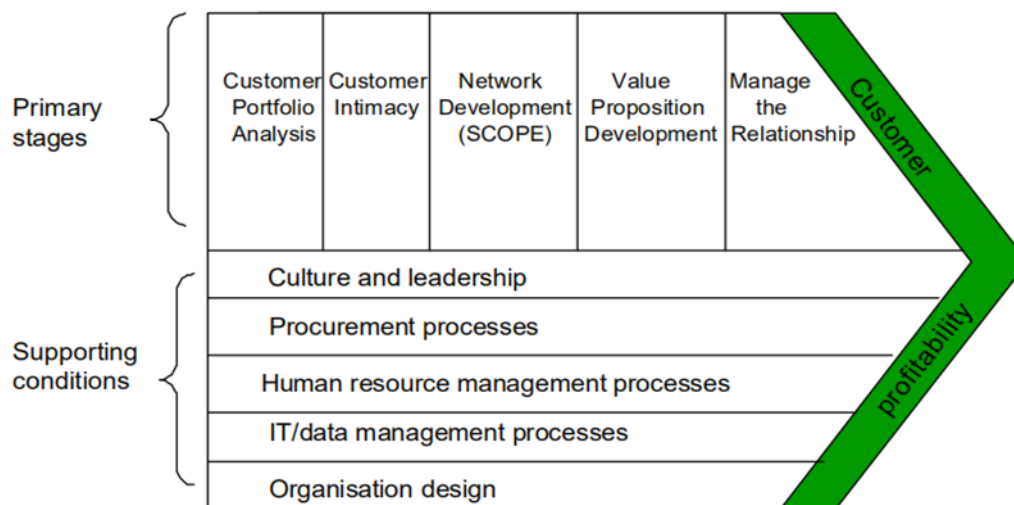 Primary
stages
Customer
Portfolio
Analysis
Customer
Intimacy
Network
Development
(SCOPE)
Value
Proposition
Development
Manage
the
Relationship
Customer
profitability
Supporting
conditions
Culture and leadership
Procurement processes
Human resource management processes
IT/data management processes
Organisation design